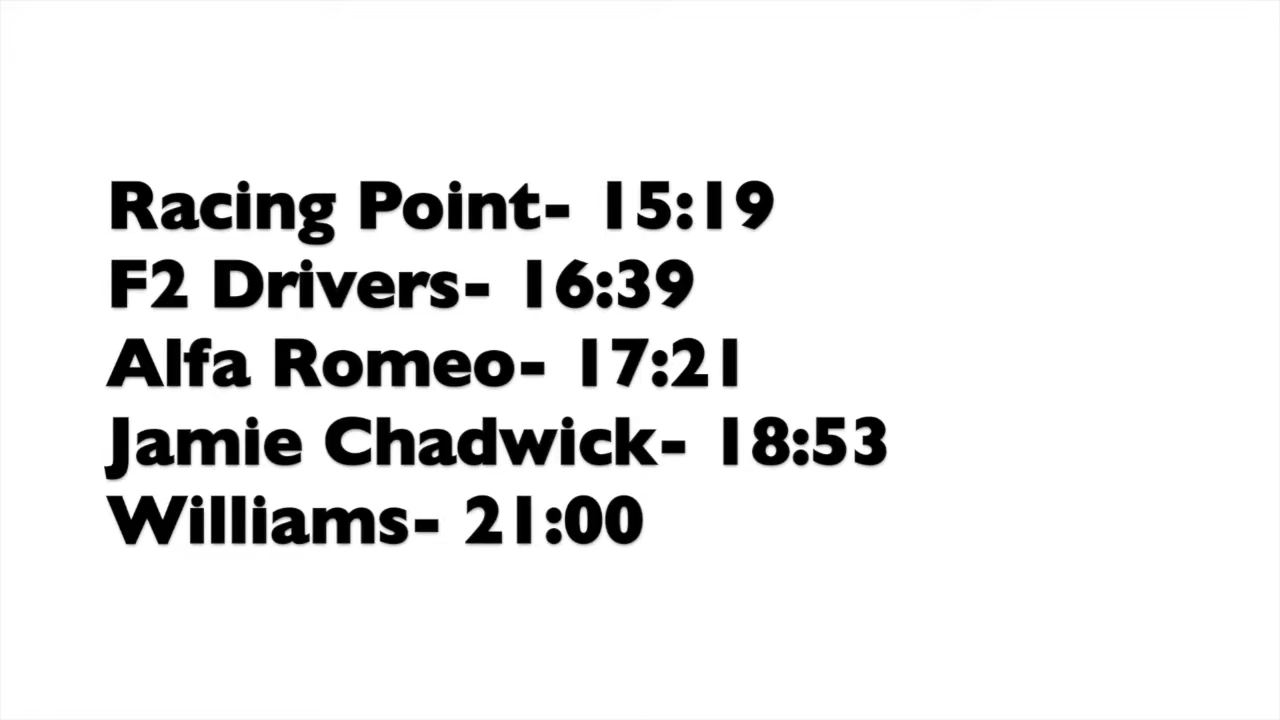 Racing Point- 15:19
F2 Drivers- 16:39
Alfa Romeo- 17:21
Jamie Chadwick- 18:53
Williams- 21:00